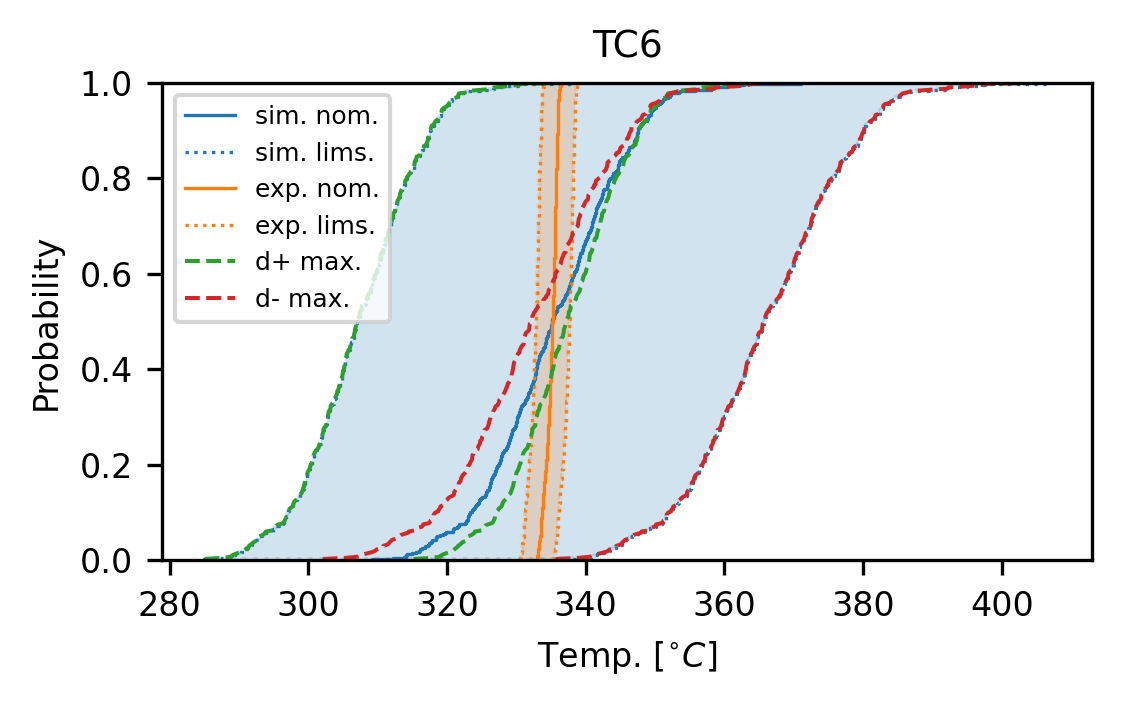 TC6
1.0
0.8
0.6
0.4
0.2
0.0
Probability
sim. nom.
sim. lims.
exp. nom.
exp. lims.
d+ max.
d- max.
280 300 320 340 360 380 400
Temp. [°C]